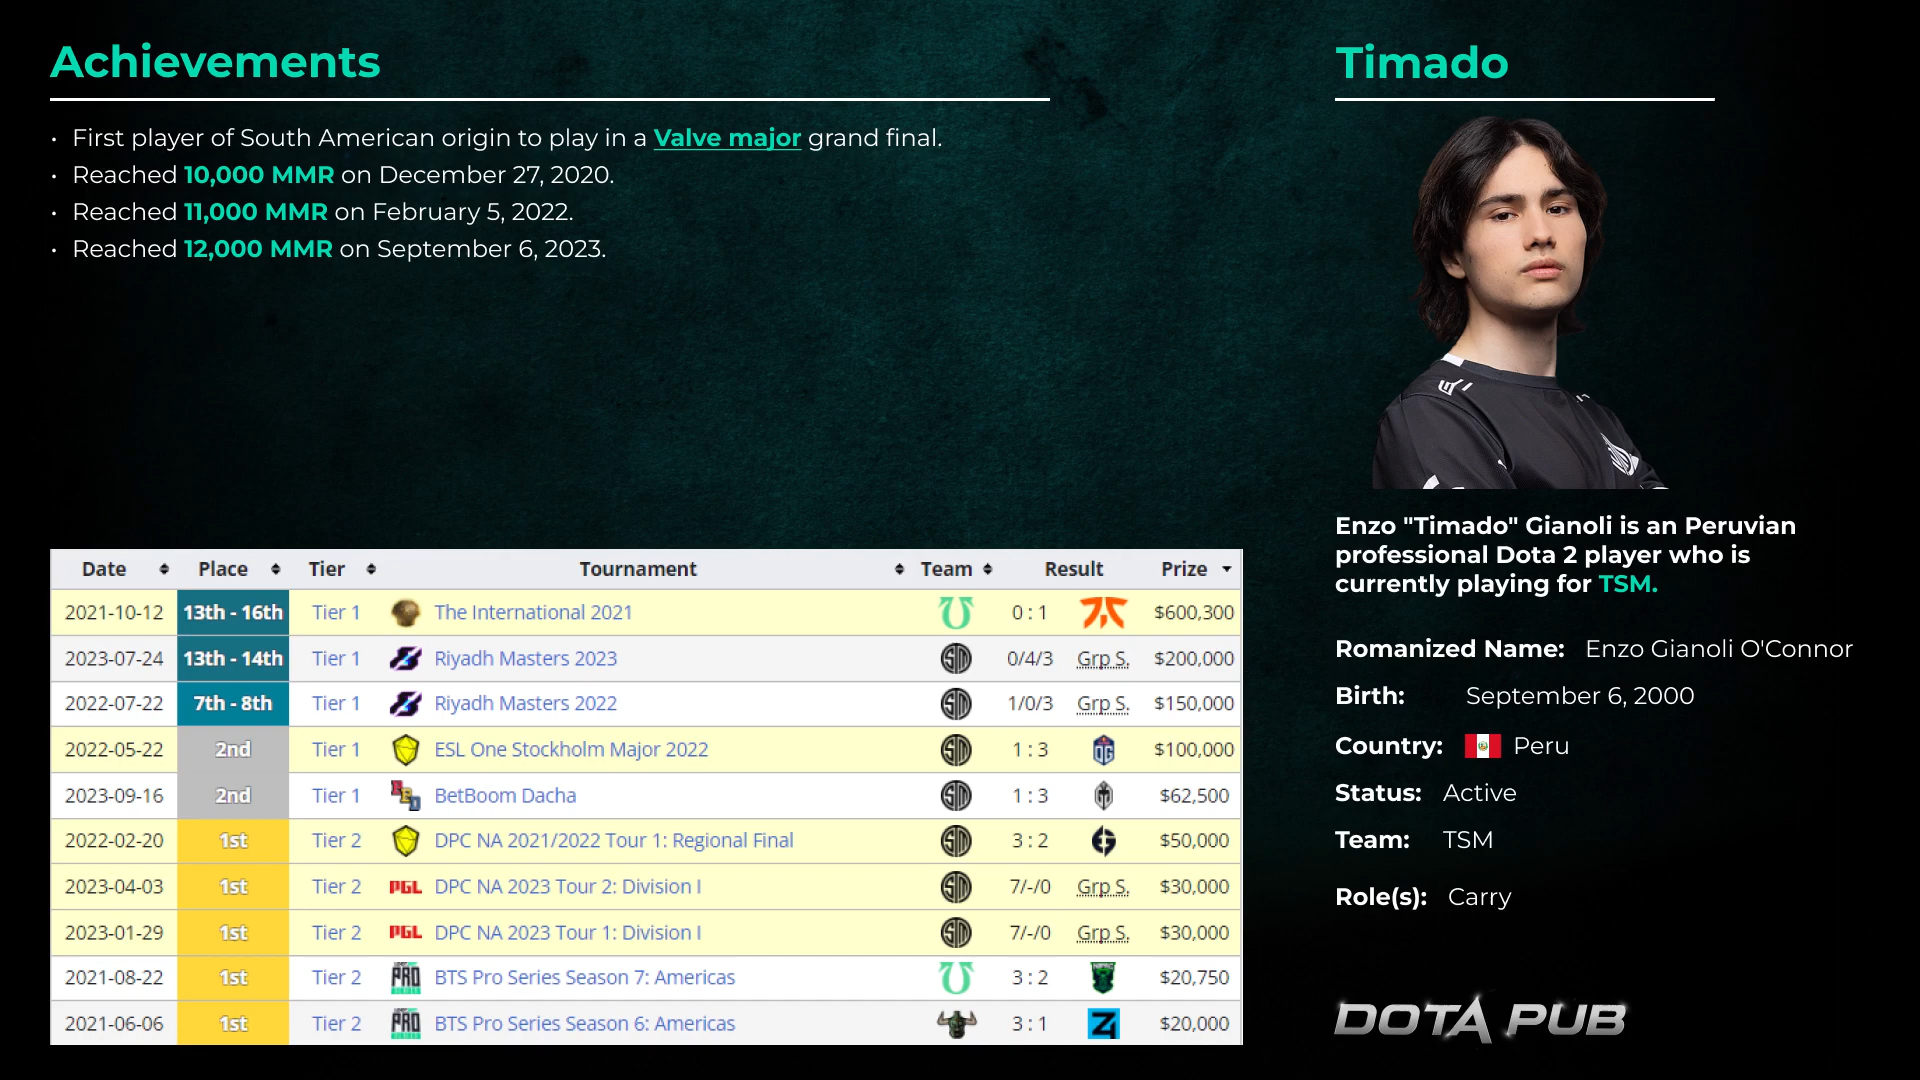 Achievements
• First player of South American origin to play in a Valve major grand final.
• Reached 10,000 MMR on December 27, 2020.
• Reached 11,000 MMR on February 5, 2022.
• Reached 12,000 MMR on September 6, 2023.
Date Place Tier Tournament Team Result Prize
2021-10-12 13th - 16th Tier 1 The International 2021 0 : 1 $600,300
2023-07-24 13th - 14th Tier 1 Riyadh Masters 2023 0/4/3 Grp S. $200,000
2022-07-22 7th - 8th Tier 1 Riyadh Masters 2022 1/0/3 Grp S. $150,000
2022-05-22 2nd Tier 1 ESL One Stockholm Major 2022 1 : 3 OG $100,000
2023-09-16 2nd Tier 1 BetBoom Dacha 1 : 3 $62,500
2022-02-20 1st Tier 2 DPC NA 2021/2022 Tour 1: Regional Final 3 : 2 $50,000
2023-04-03 1st Tier 2 PGL DPC NA 2023 Tour 2: Division I 7/-/0 Grp S. $30,000
2023-01-29 1st Tier 2 PGL DPC NA 2023 Tour 1: Division I 7/-/0 Grp S. $30,000
2021-08-22 1st Tier 2 PRO BTS Pro Series Season 7: Americas 3 : 2 $20,750
2021-06-06 1st Tier 2 PRO BTS Pro Series Season 6: Americas 3 : 1 $20,000
Timado
Enzo "Timado" Gianoli is an Peruvian
professional Dota 2 player who is
currently playing for TSM.
Romanized Name: Enzo Gianoli O'Connor
Birth: September 6, 2000
Country: Peru
Status: Active
Team: TSM
Role(s): Carry
DOTA PUB